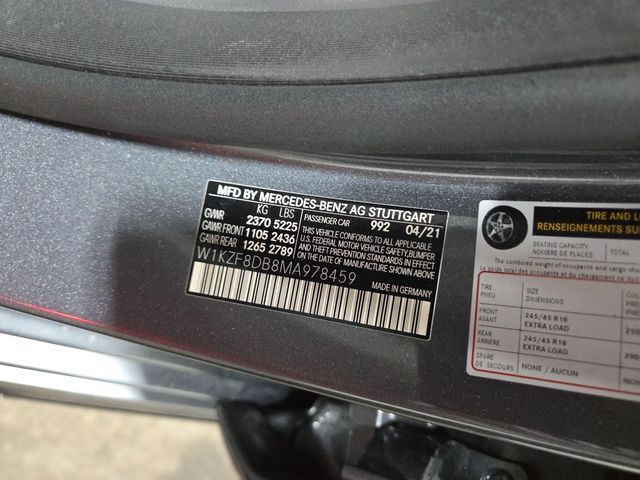 MFD BY MERCEDES-BENZ AG STUTTGART
KG LBS
GVWR 2370 5225
GAWR FRONT 1105 2436
GAWR REAR 1265 2789
PASSENGER CAR 992 04/21
THIS VEHICLE CONFORMS TO ALL APPLICABLE
U.S. FEDERAL MOTOR VEHICLE SAFETY, BUMPER,
AND THEFT PREVENTION STANDARDS IN EFFECT
ON THE DATE OF MANUFACTURE SHOWN ABOVE.
W1KZF8DB8MA978459
MADE IN GERMANY
TIRE AND
RENSEIGNEMENTS
SEATING CAPACITY
NOMBRE DE PLACES
TOTAL
TIRE
PNEU
SIZE
DIMENSIONS
FRONT
AVANT
245/45 R18
EXTRA LOAD
REAR
ARRIÈRE
245/45 R18
EXTRA LOAD
SPARE
DE SECOURS
NONE / AUCUN